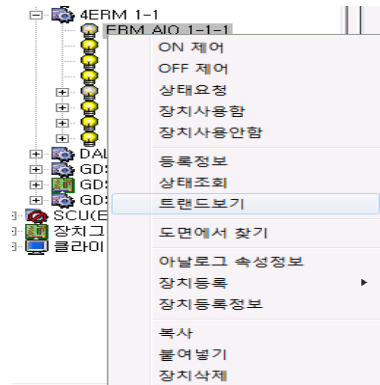 4ERM 1-1
ERM AIO 1-1-1
ON 제어
OFF 제어
상태요청
장치사용함
장치사용안함
DAL
등록정보
GDS
상태조회
GDS
트랜드보기
GDS
SCU(E
도면에서 찾기
장치그
클라이
아날로그 속성정보
장치등록
장치등록정보
복사
붙여넣기
장치삭제